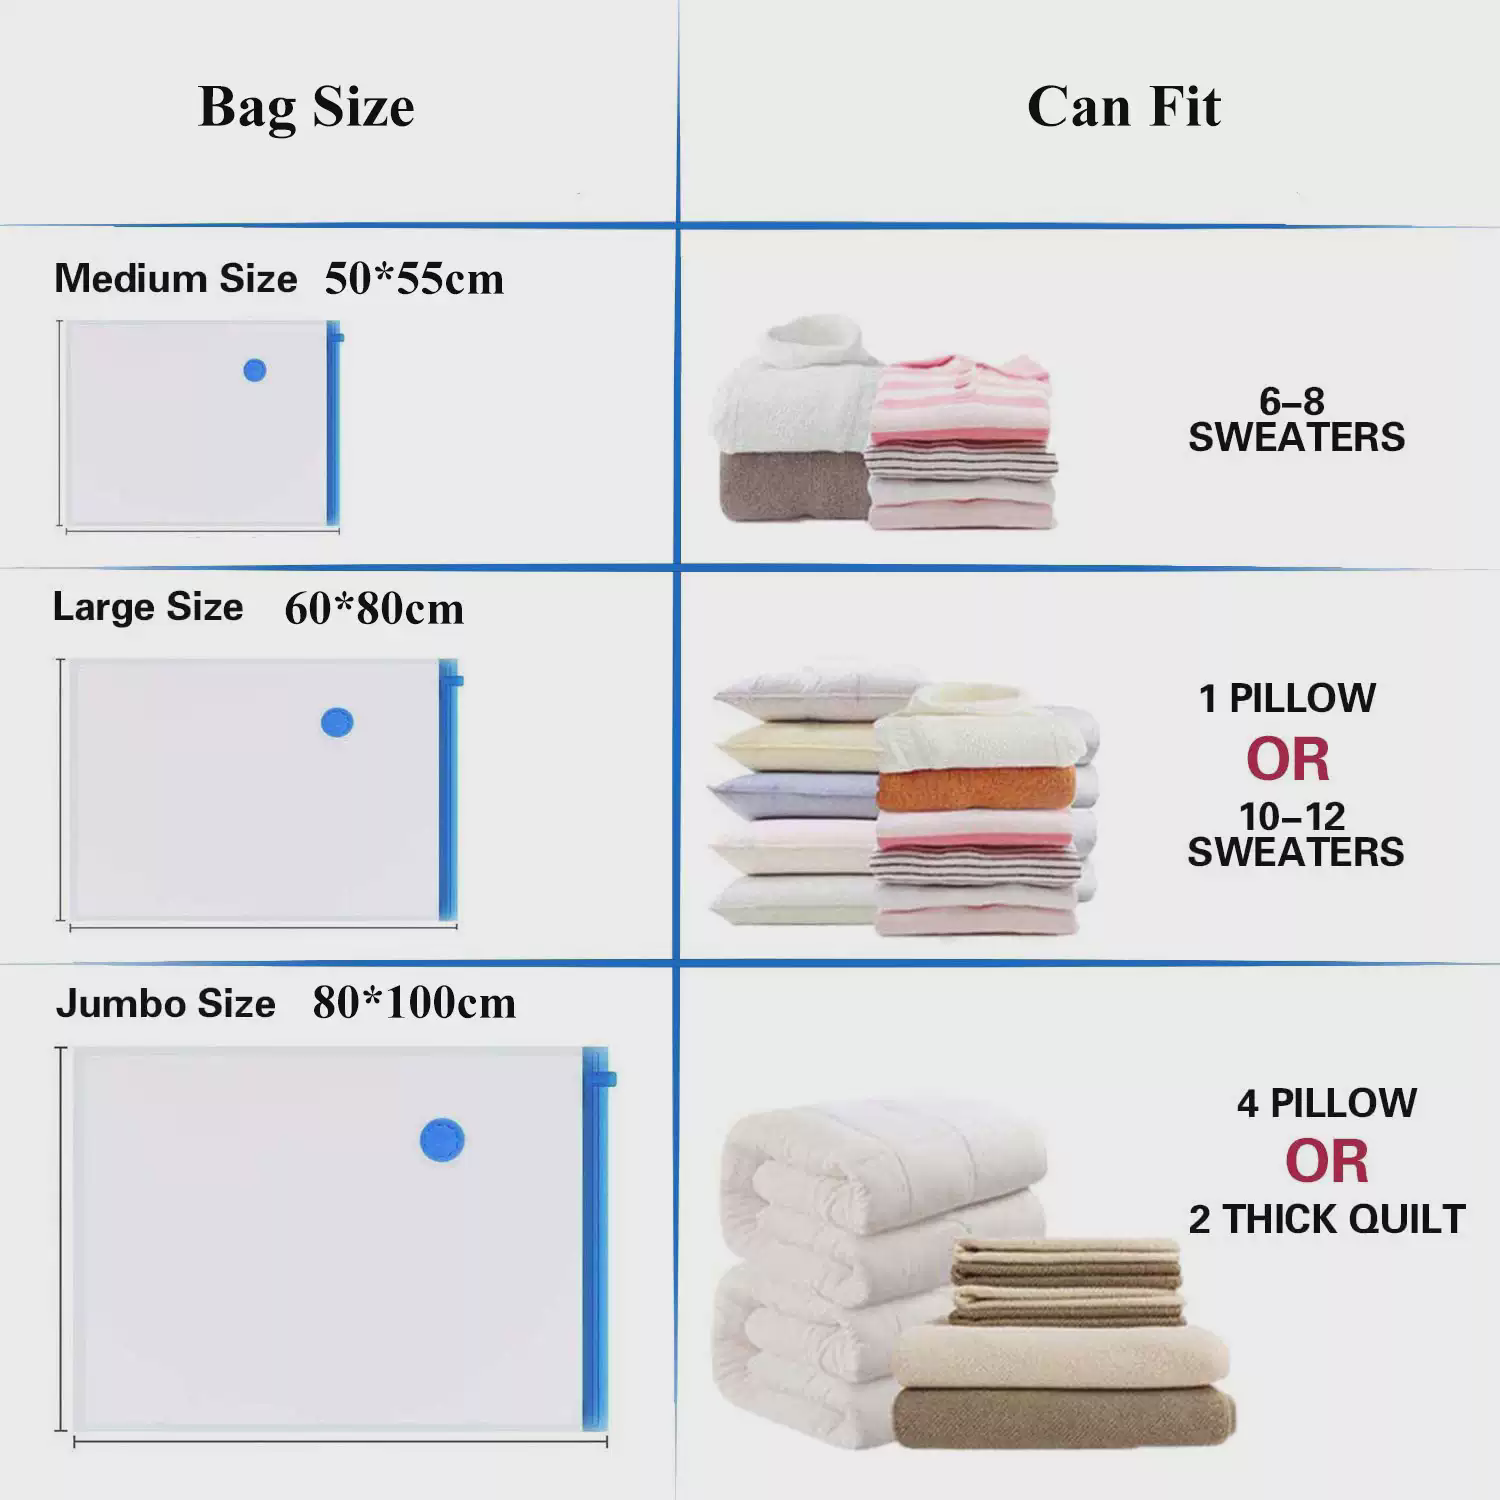 Bag Size
Can Fit
Medium Size 50*55cm
6–8
SWEATERS
Large Size 60*80cm
1 PILLOW
OR
10–12
SWEATERS
Jumbo Size 80*100cm
4 PILLOW
OR
2 THICK QUILT